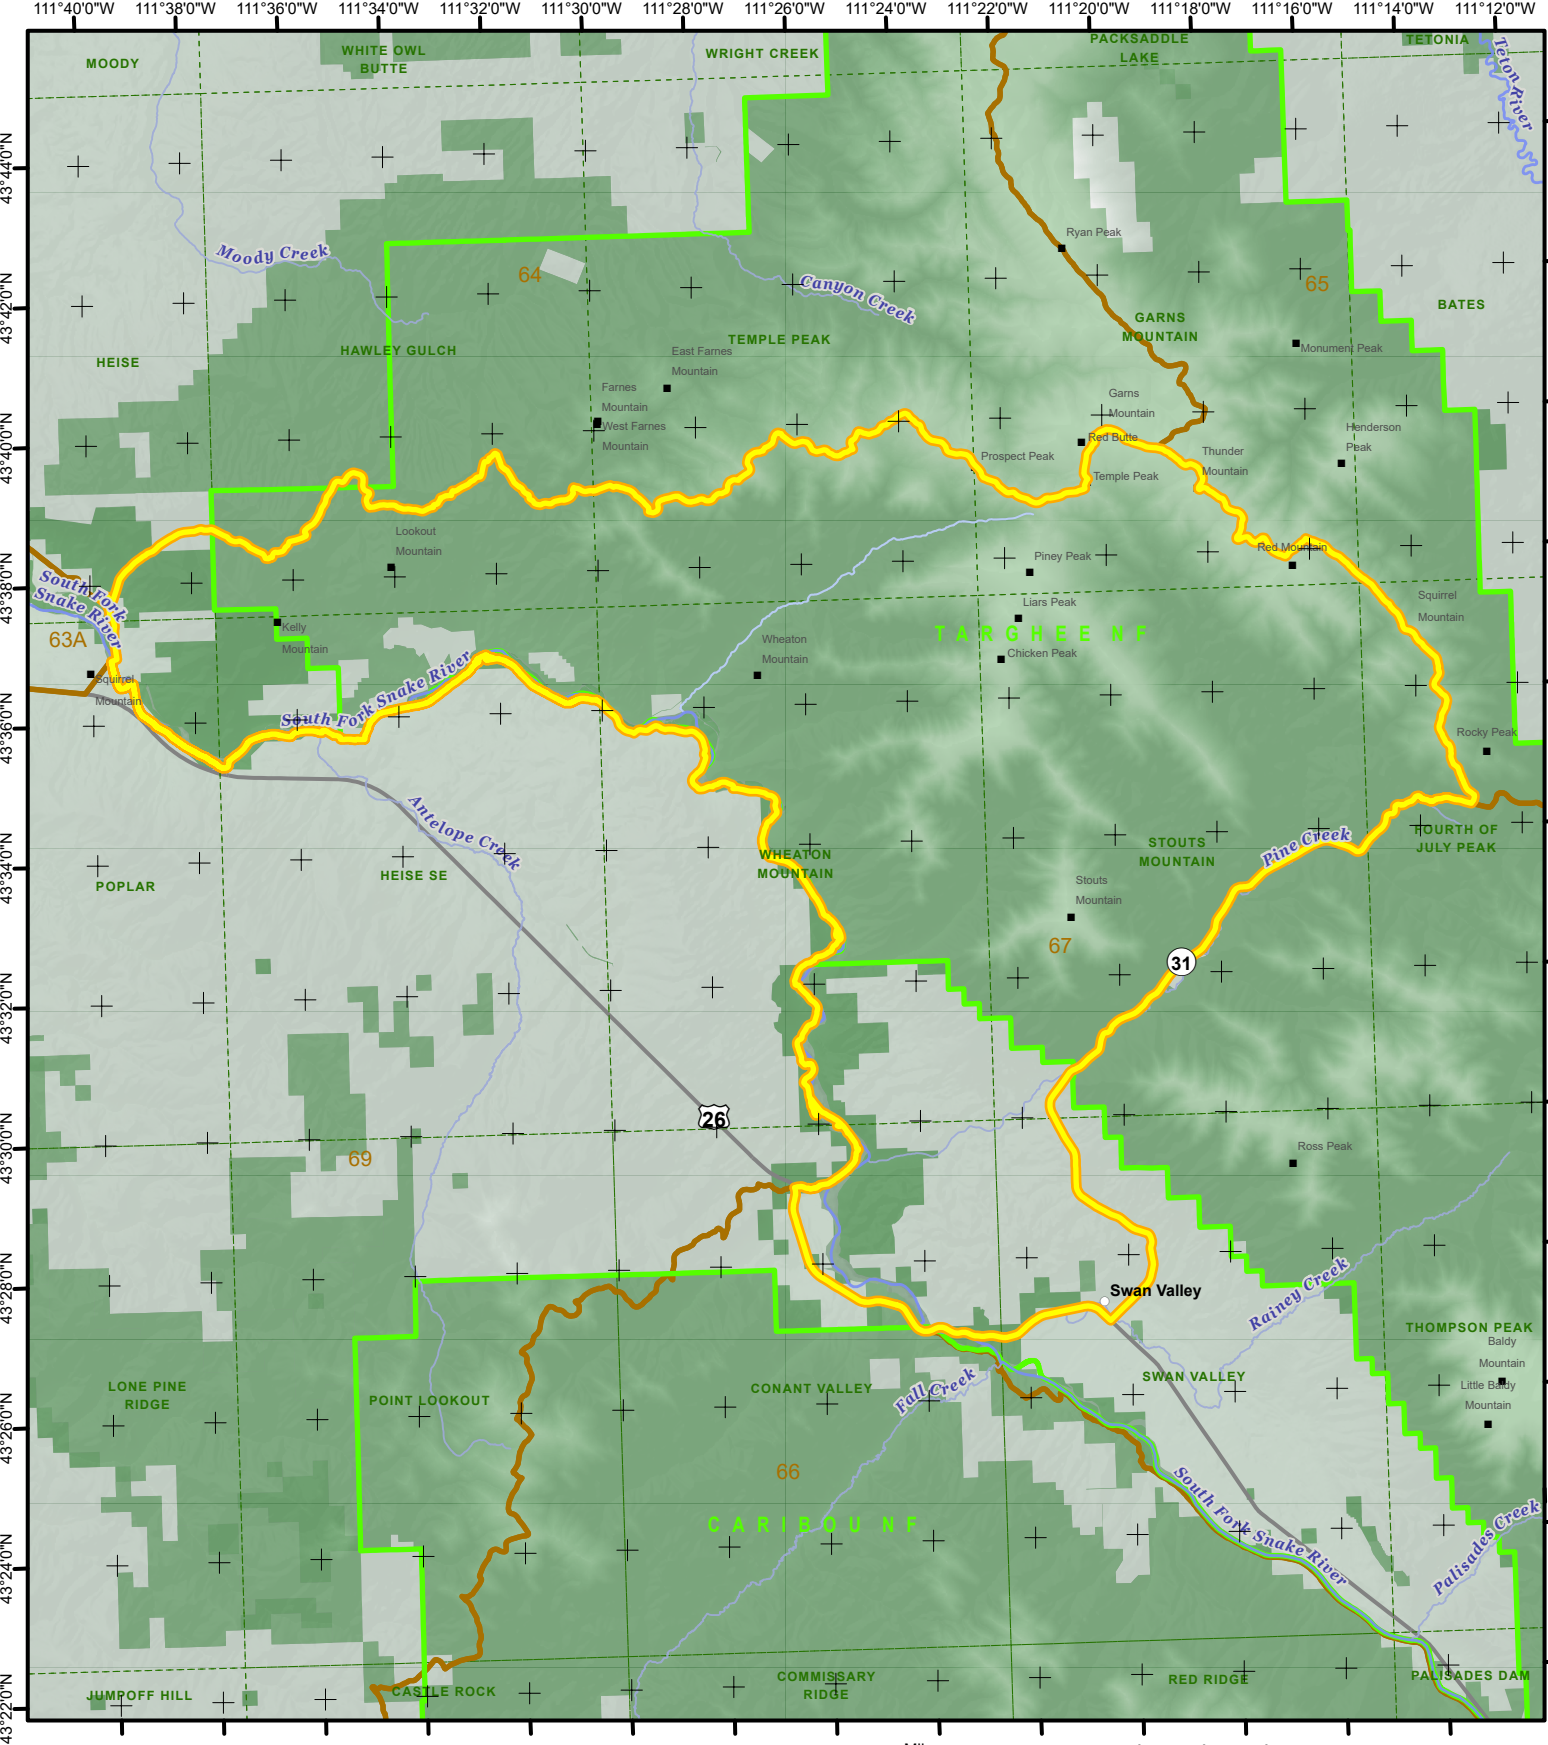 111°40'0"W 111°38'0"W 111°36'0"W 111°34'0"W 111°32'0"W 111°30'0"W 111°28'0"W 111°26'0"W 111°24'0"W 111°22'0"W 111°20'0"W 111°18'0"W 111°16'0"W 111°14'0"W 111°12'0"W
MOODY
WHITE OWL
BUTTE
WRIGHT CREEK
PACKSADDLE
LAKE
TETONIA
Teton River
43°44'0"N
Ryan Peak
Moody Creek
64
Canyon Creek
65
43°42'0"N
BATES
GARNS
MOUNTAIN
TEMPLE PEAK
HAWLEY GULCH
HEISE
Monument Peak
East Farnes
Mountain
Farnes
Mountain
West Farnes
Mountain
Garns
Mountain
Red Butte
Henderson
Peak
43°40'0"N
Prospect Peak
Temple Peak
Thunder
Mountain
Lookout
Mountain
Red Mountain
Piney Peak
43°38'0"N
South Fork
Snake River
Liars Peak
Squirrel
Mountain
TARGHEE NF
63A
Kelly
Mountain
Wheaton
Mountain
Chicken Peak
Squirrel
Mountain
South Fork Snake River
43°36'0"N
Rocky Peak
Antelope Creek
FOURTH OF
JULY PEAK
Pine Creek
STOUTS
MOUNTAIN
WHEATON
MOUNTAIN
43°34'0"N
HEISE SE
POPLAR
Stouts
Mountain
67
31
43°32'0"N
26
43°30'0"N
69
Ross Peak
43°28'0"N
Swan Valley
Rainey Creek
THOMPSON PEAK
Baldy
Mountain
Little Baldy
Mountain
SWAN VALLEY
CONANT VALLEY
Fall Creek
LONE PINE
RIDGE
POINT LOOKOUT
43°26'0"N
66
South Fork Snake River
CARIBOU NF
Palisades Creek
43°24'0"N
COMMISSARY
RIDGE
RED RIDGE
PALISADES DAM
CASTLE ROCK
JUMPOFF HILL
43°22'0"N